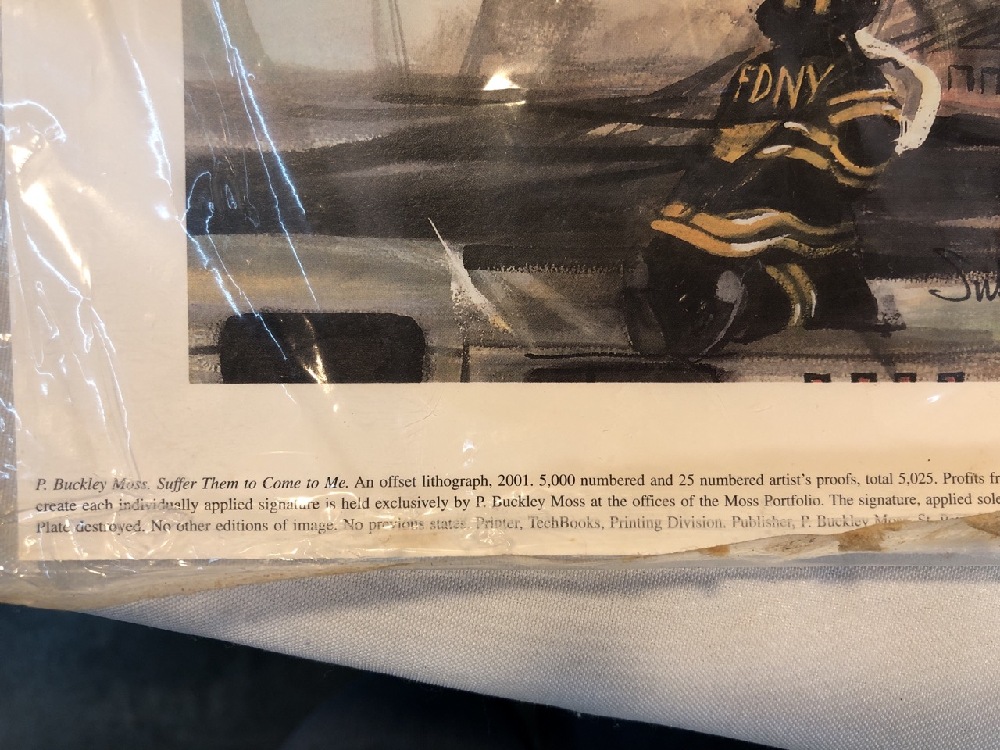 FDNY
P. Buckley Moss. Suffer Them to Come to Me. An offset lithograph, 2001. 5,000 numbered and 25 numbered artist's proofs, total 5,025. Profits
create each individually applied signature is held exclusively by P. Buckley Moss at the offices of the Moss Portfolio. The signature, applied
Plate destroyed. No other editions of image. No previous states. Printer, TechBooks, Printing Division. Publisher, P. Buckley Moss, St.